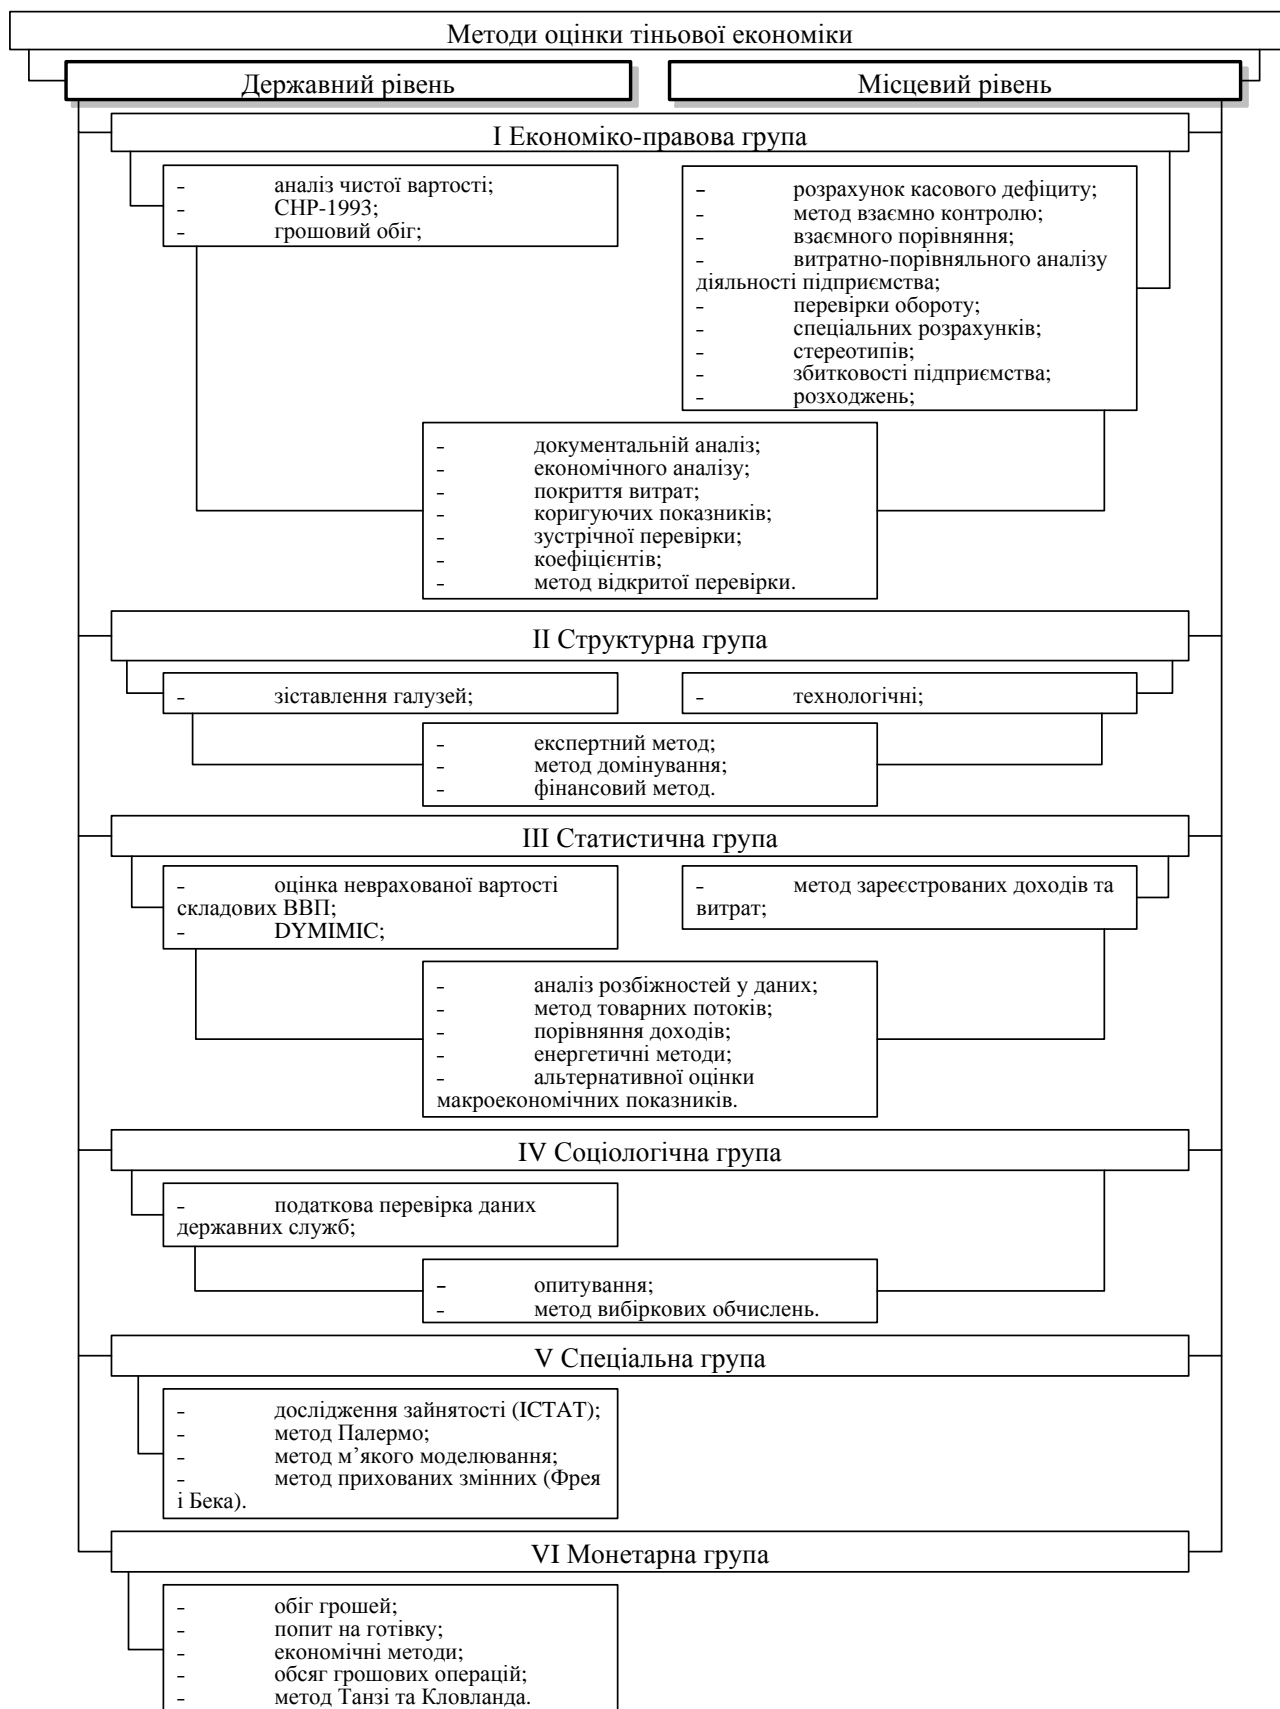 Методи оцінки тіньової економіки
Державний рівень
Місцевий рівень
I Економіко-правова група
- аналіз чистої вартості;
- СНР-1993;
- грошовий обіг;
- розрахунок касового дефіциту;
- метод взаємно контролю;
- взаємного порівняння;
- витратно-порівняльного аналізу
діяльності підприємства;
- перевірки обороту;
- спеціальних розрахунків;
- стереотипів;
- збитковості підприємства;
- розходжень;
- документальній аналіз;
- економічного аналізу;
- покриття витрат;
- коригуючих показників;
- зустрічної перевірки;
- коефіцієнтів;
- метод відкритої перевірки.
II Структурна група
- зіставлення галузей;
- технологічні;
- експертний метод;
- метод домінування;
- фінансовий метод.
III Статистична група
- оцінка неврахованої вартості
складових ВВП;
- DYMIMIC;
- метод зареєстрованих доходів та
витрат;
- аналіз розбіжностей у даних;
- метод товарних потоків;
- порівняння доходів;
- енергетичні методи;
- альтернативної оцінки
макроекономічних показників.
IV Соціологічна група
- податкова перевірка даних
державних служб;
- опитування;
- метод вибіркових обчислень.
V Спеціальна група
- дослідження зайнятості (ІСТАТ);
- метод Палермо;
- метод м’якого моделювання;
- метод прихованих змінних (Фрея
і Бека).
VI Монетарна група
- обіг грошей;
- попит на готівку;
- економічні методи;
- обсяг грошових операцій;
- метод Танзі та Кловланда.